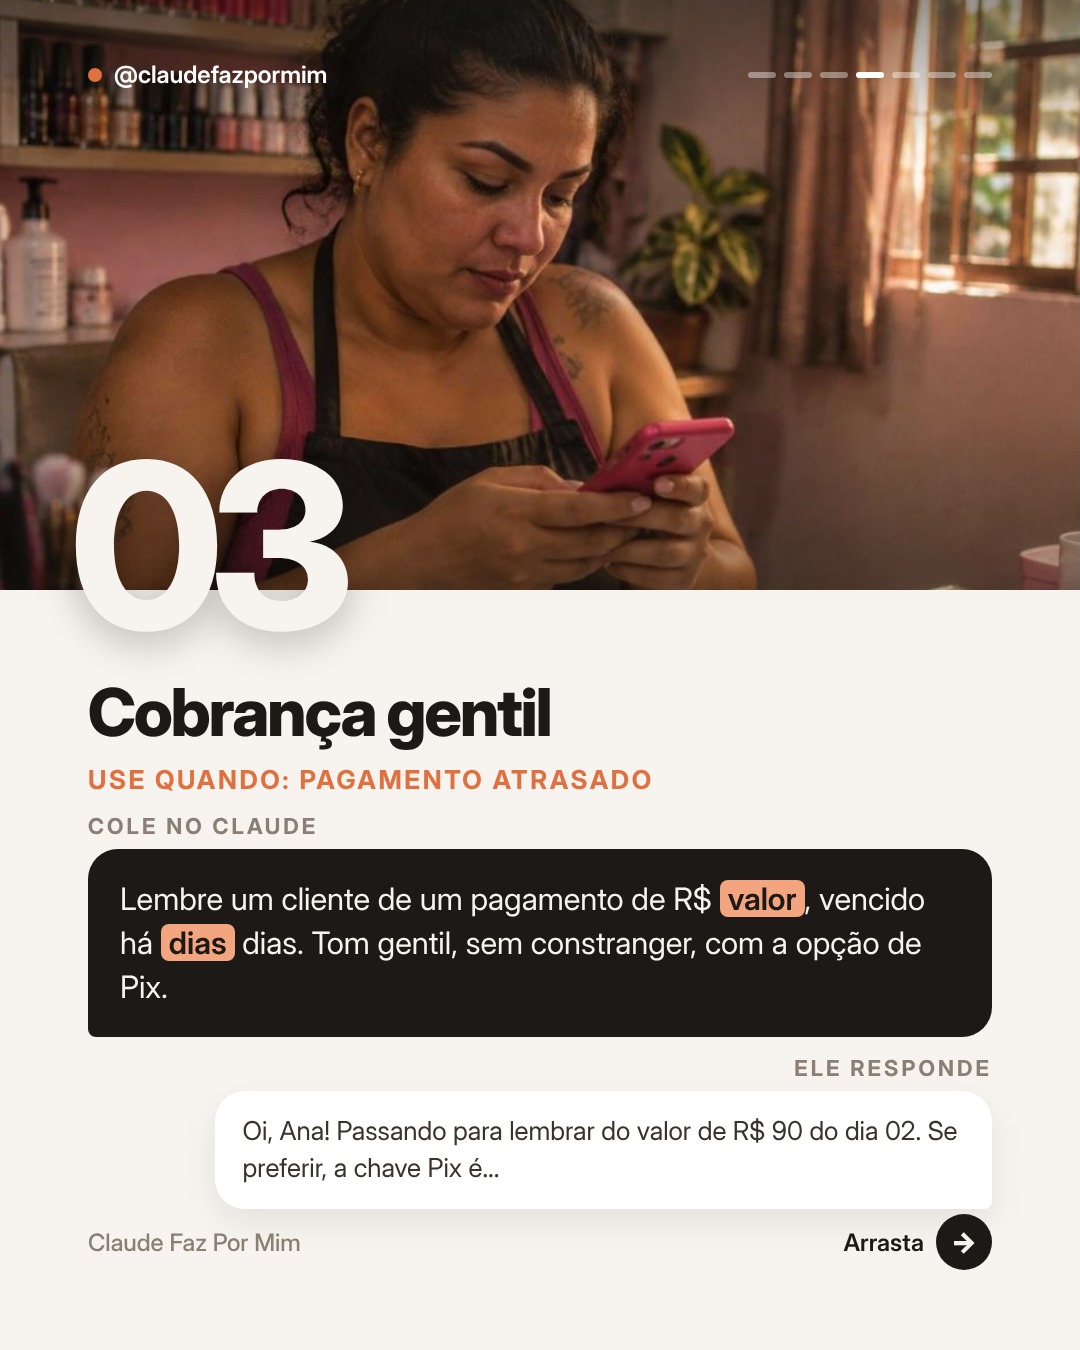 @claudefazpormim
03
Cobrança gentil
USE QUANDO: PAGAMENTO ATRASADO
COLE NO CLAUDE
Lembre um cliente de um pagamento de R$ valor, vencido
há dias dias. Tom gentil, sem constranger, com a opção de
Pix.
ELE RESPONDE
Oi, Ana! Passando para lembrar do valor de R$ 90 do dia 02. Se
preferir, a chave Pix é...
Claude Faz Por Mim
Arrasta